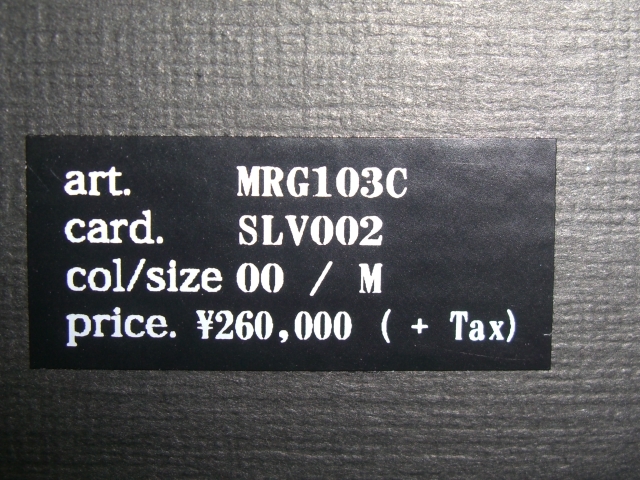 art. MRG103C
card. SLV002
col/size 00 / M
price. ¥260,000 ( + Tax)